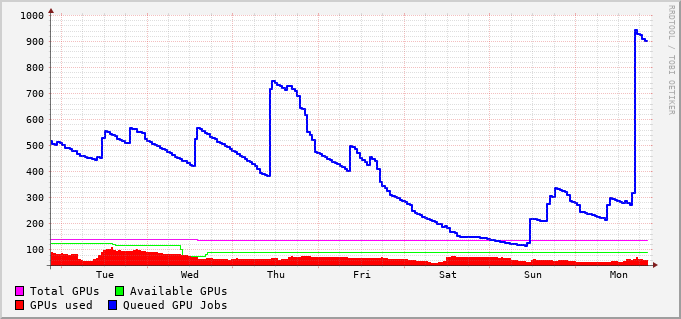 1000
900
800
700
600
500
400
300
200
100
Tue Wed Thu Fri Sat Sun Mon
Total GPUs Available GPUs
GPUs used Queued GPU Jobs
RRDTOOL / TOBI OETIKER